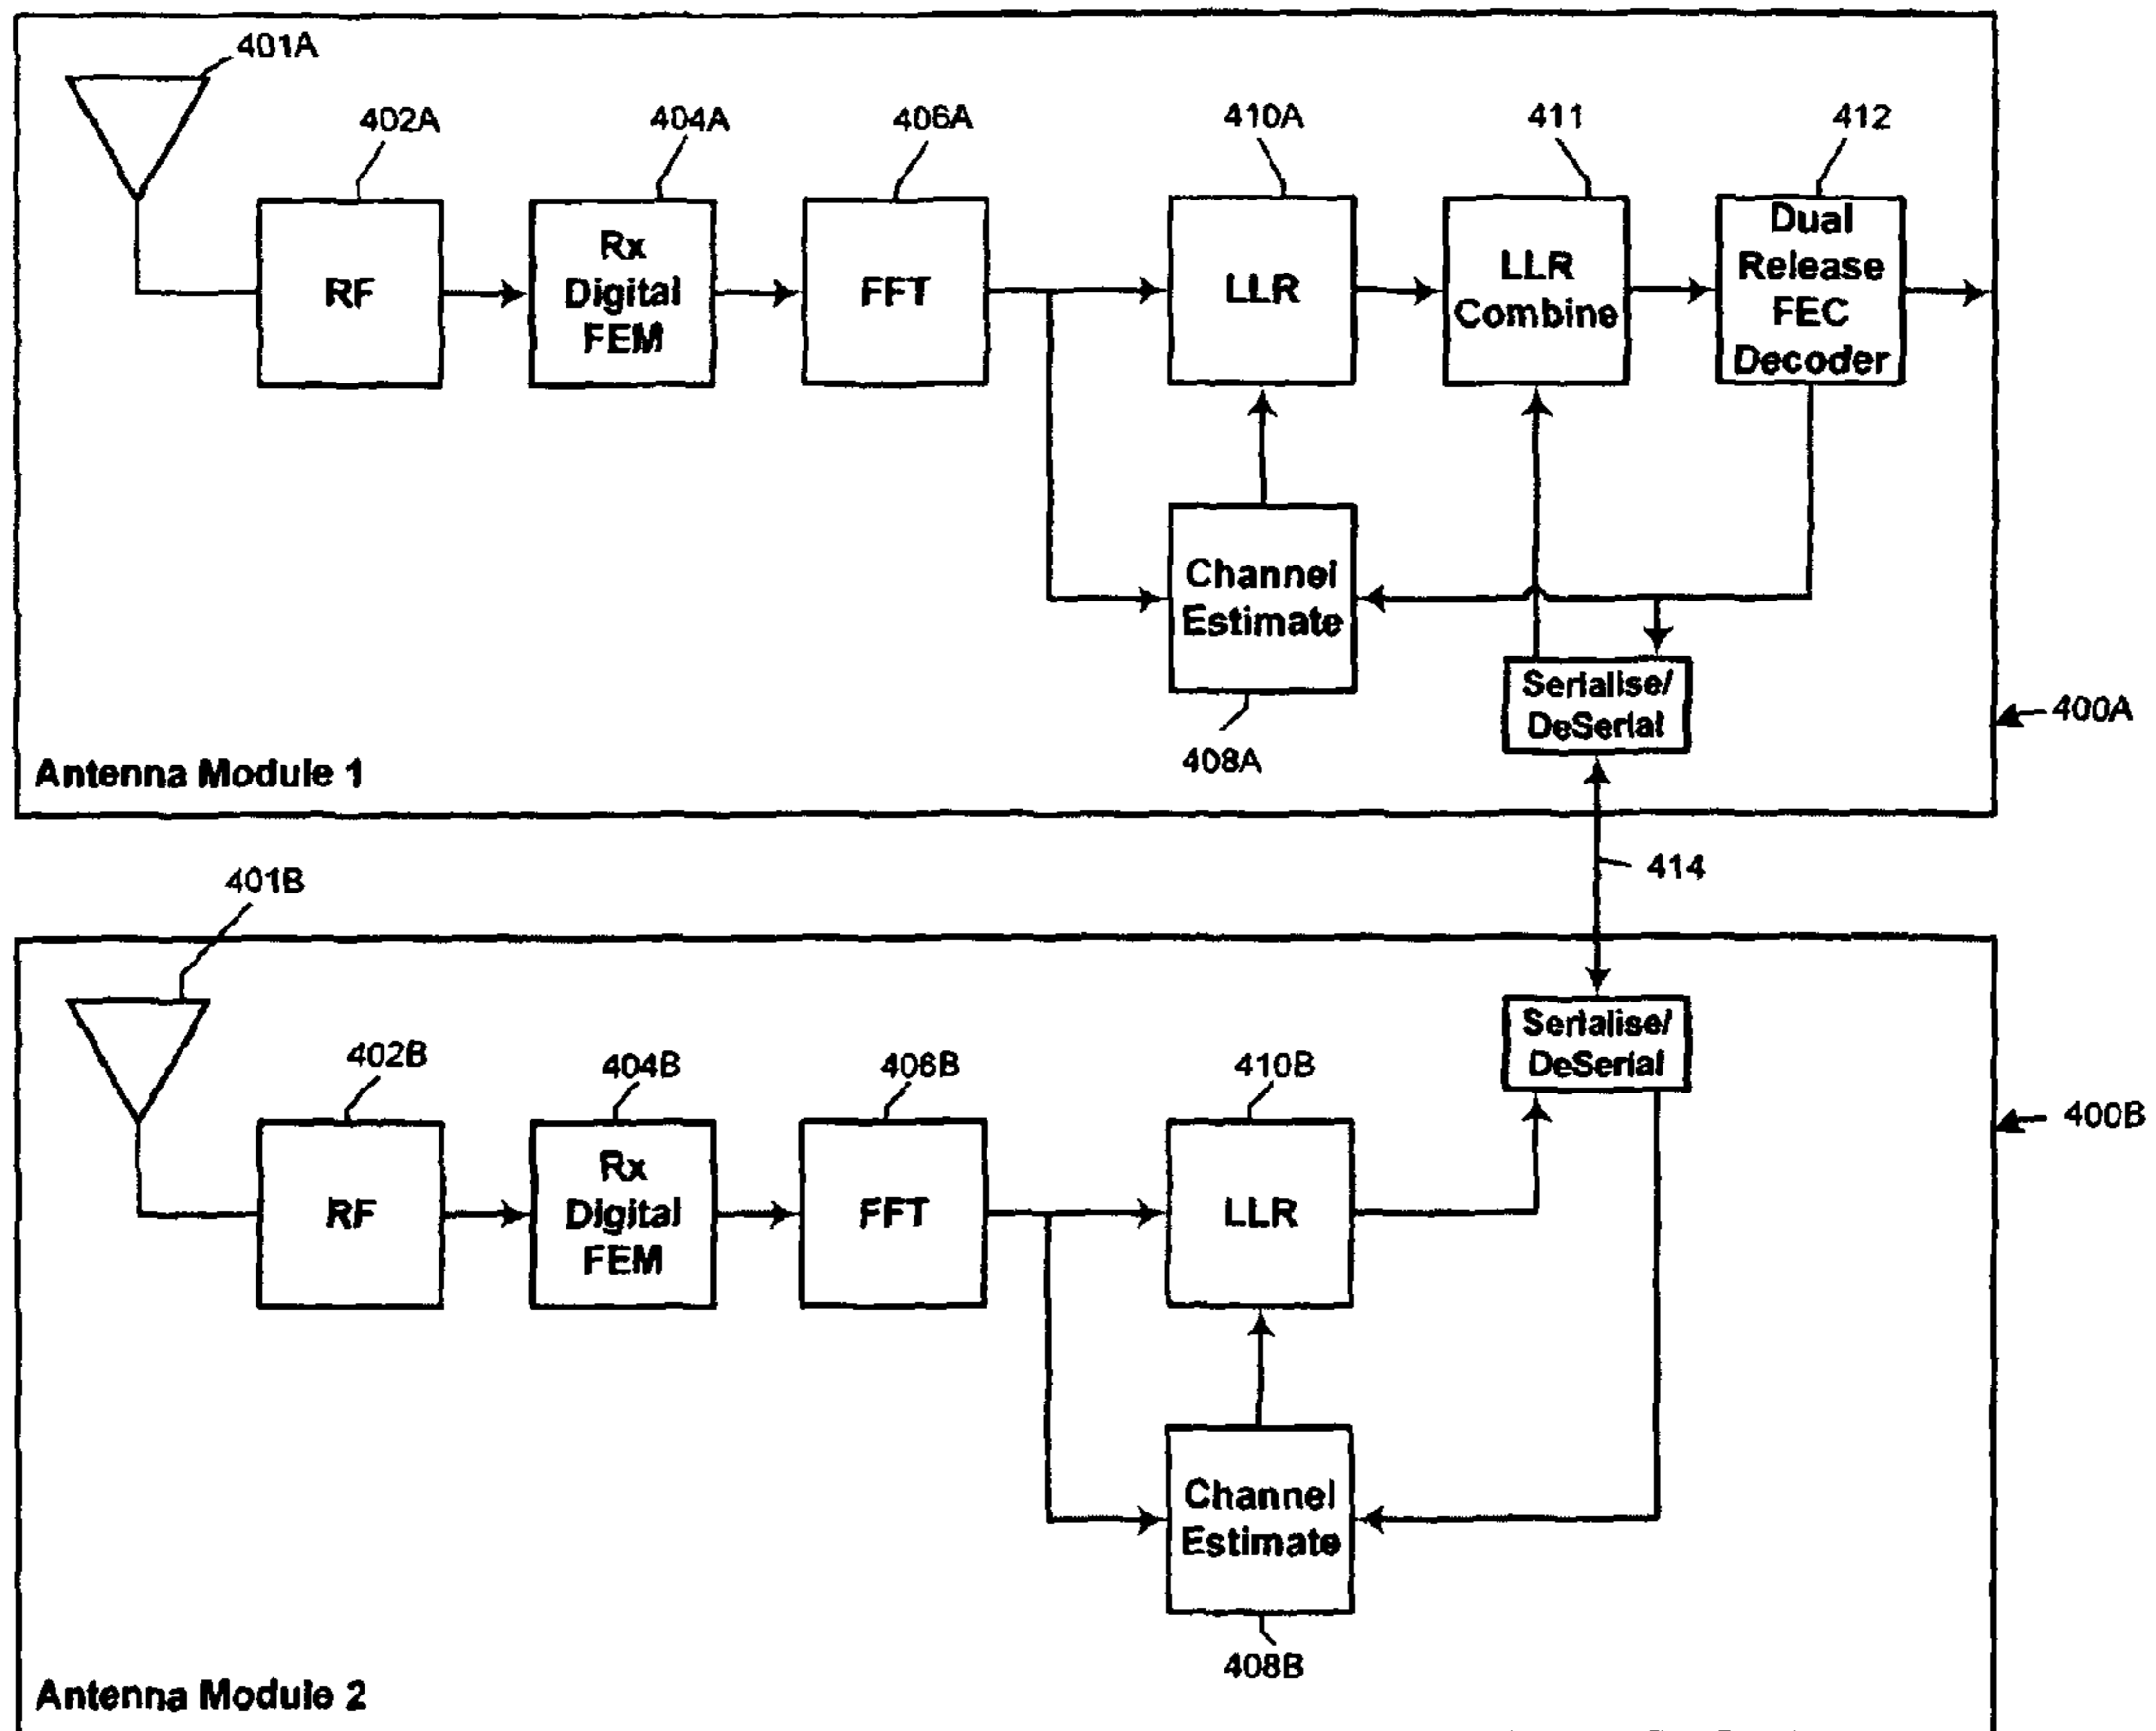 401A
402A
404A
406A
410A
411
412
RF
Rx
Digital
FEM
FFT
LLR
LLR
Combine
Dual
Release
FEC
Decoder
Channel
Estimate
Serialise/
DeSerial
408A
400A
Antenna Module 1
414
401B
402B
404B
406B
410B
Serialise/
DeSerial
400B
RF
Rx
Digital
FEM
FFT
LLR
Channel
Estimate
408B
Antenna Module 2